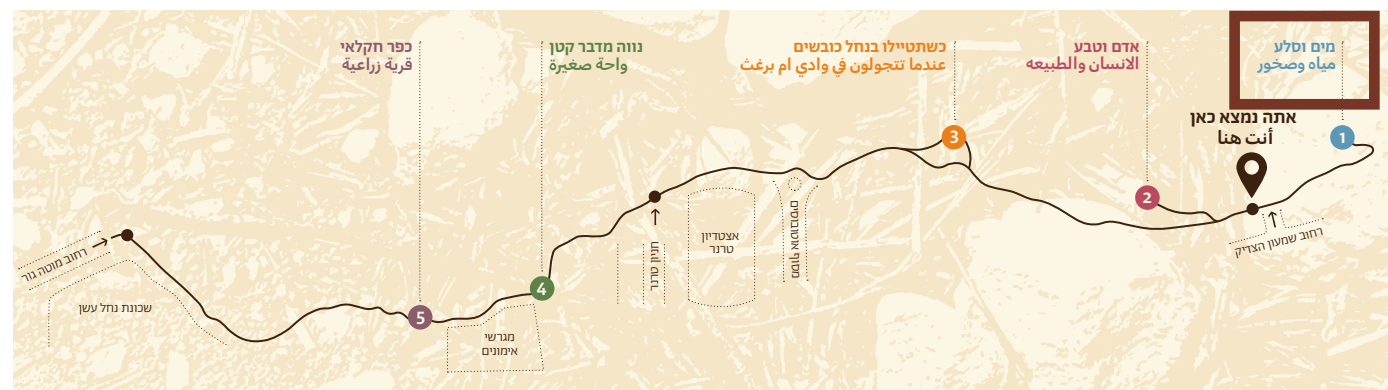 מים וסלע
مياه وصخور
אדם וטבע
الانسان والطبيعه
כשתטיילו בנחל כובשים
عندما تتجولون في وادي ام برغث
נווה מדבר קטן
واحة صغيرة
כפר חקלאי
قرية زراعية
אתה נמצא כאן
أنت هنا
1
2
3
4
5
רחוב שמעון הצדיק
מסוף אוטובוסים
אצטדיון
טרנר
חניון טרנר
מגרשי
אימונים
שכונת נחל עשן
רחוב מוטה גור